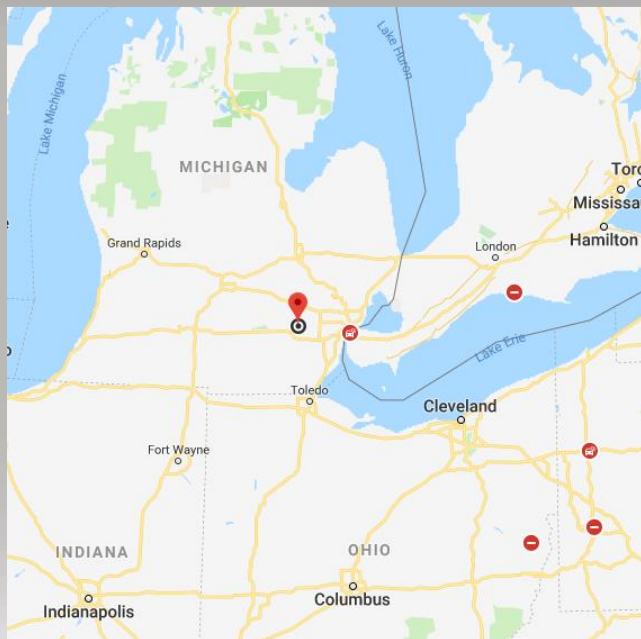 Lake Michigan
Lake Huron
MICHIGAN
Toro
Mississa
Grand Rapids
London
Hamilton
Lake Erie
Toledo
Cleveland
Fort Wayne
INDIANA
OHIO
Indianapolis
Columbus